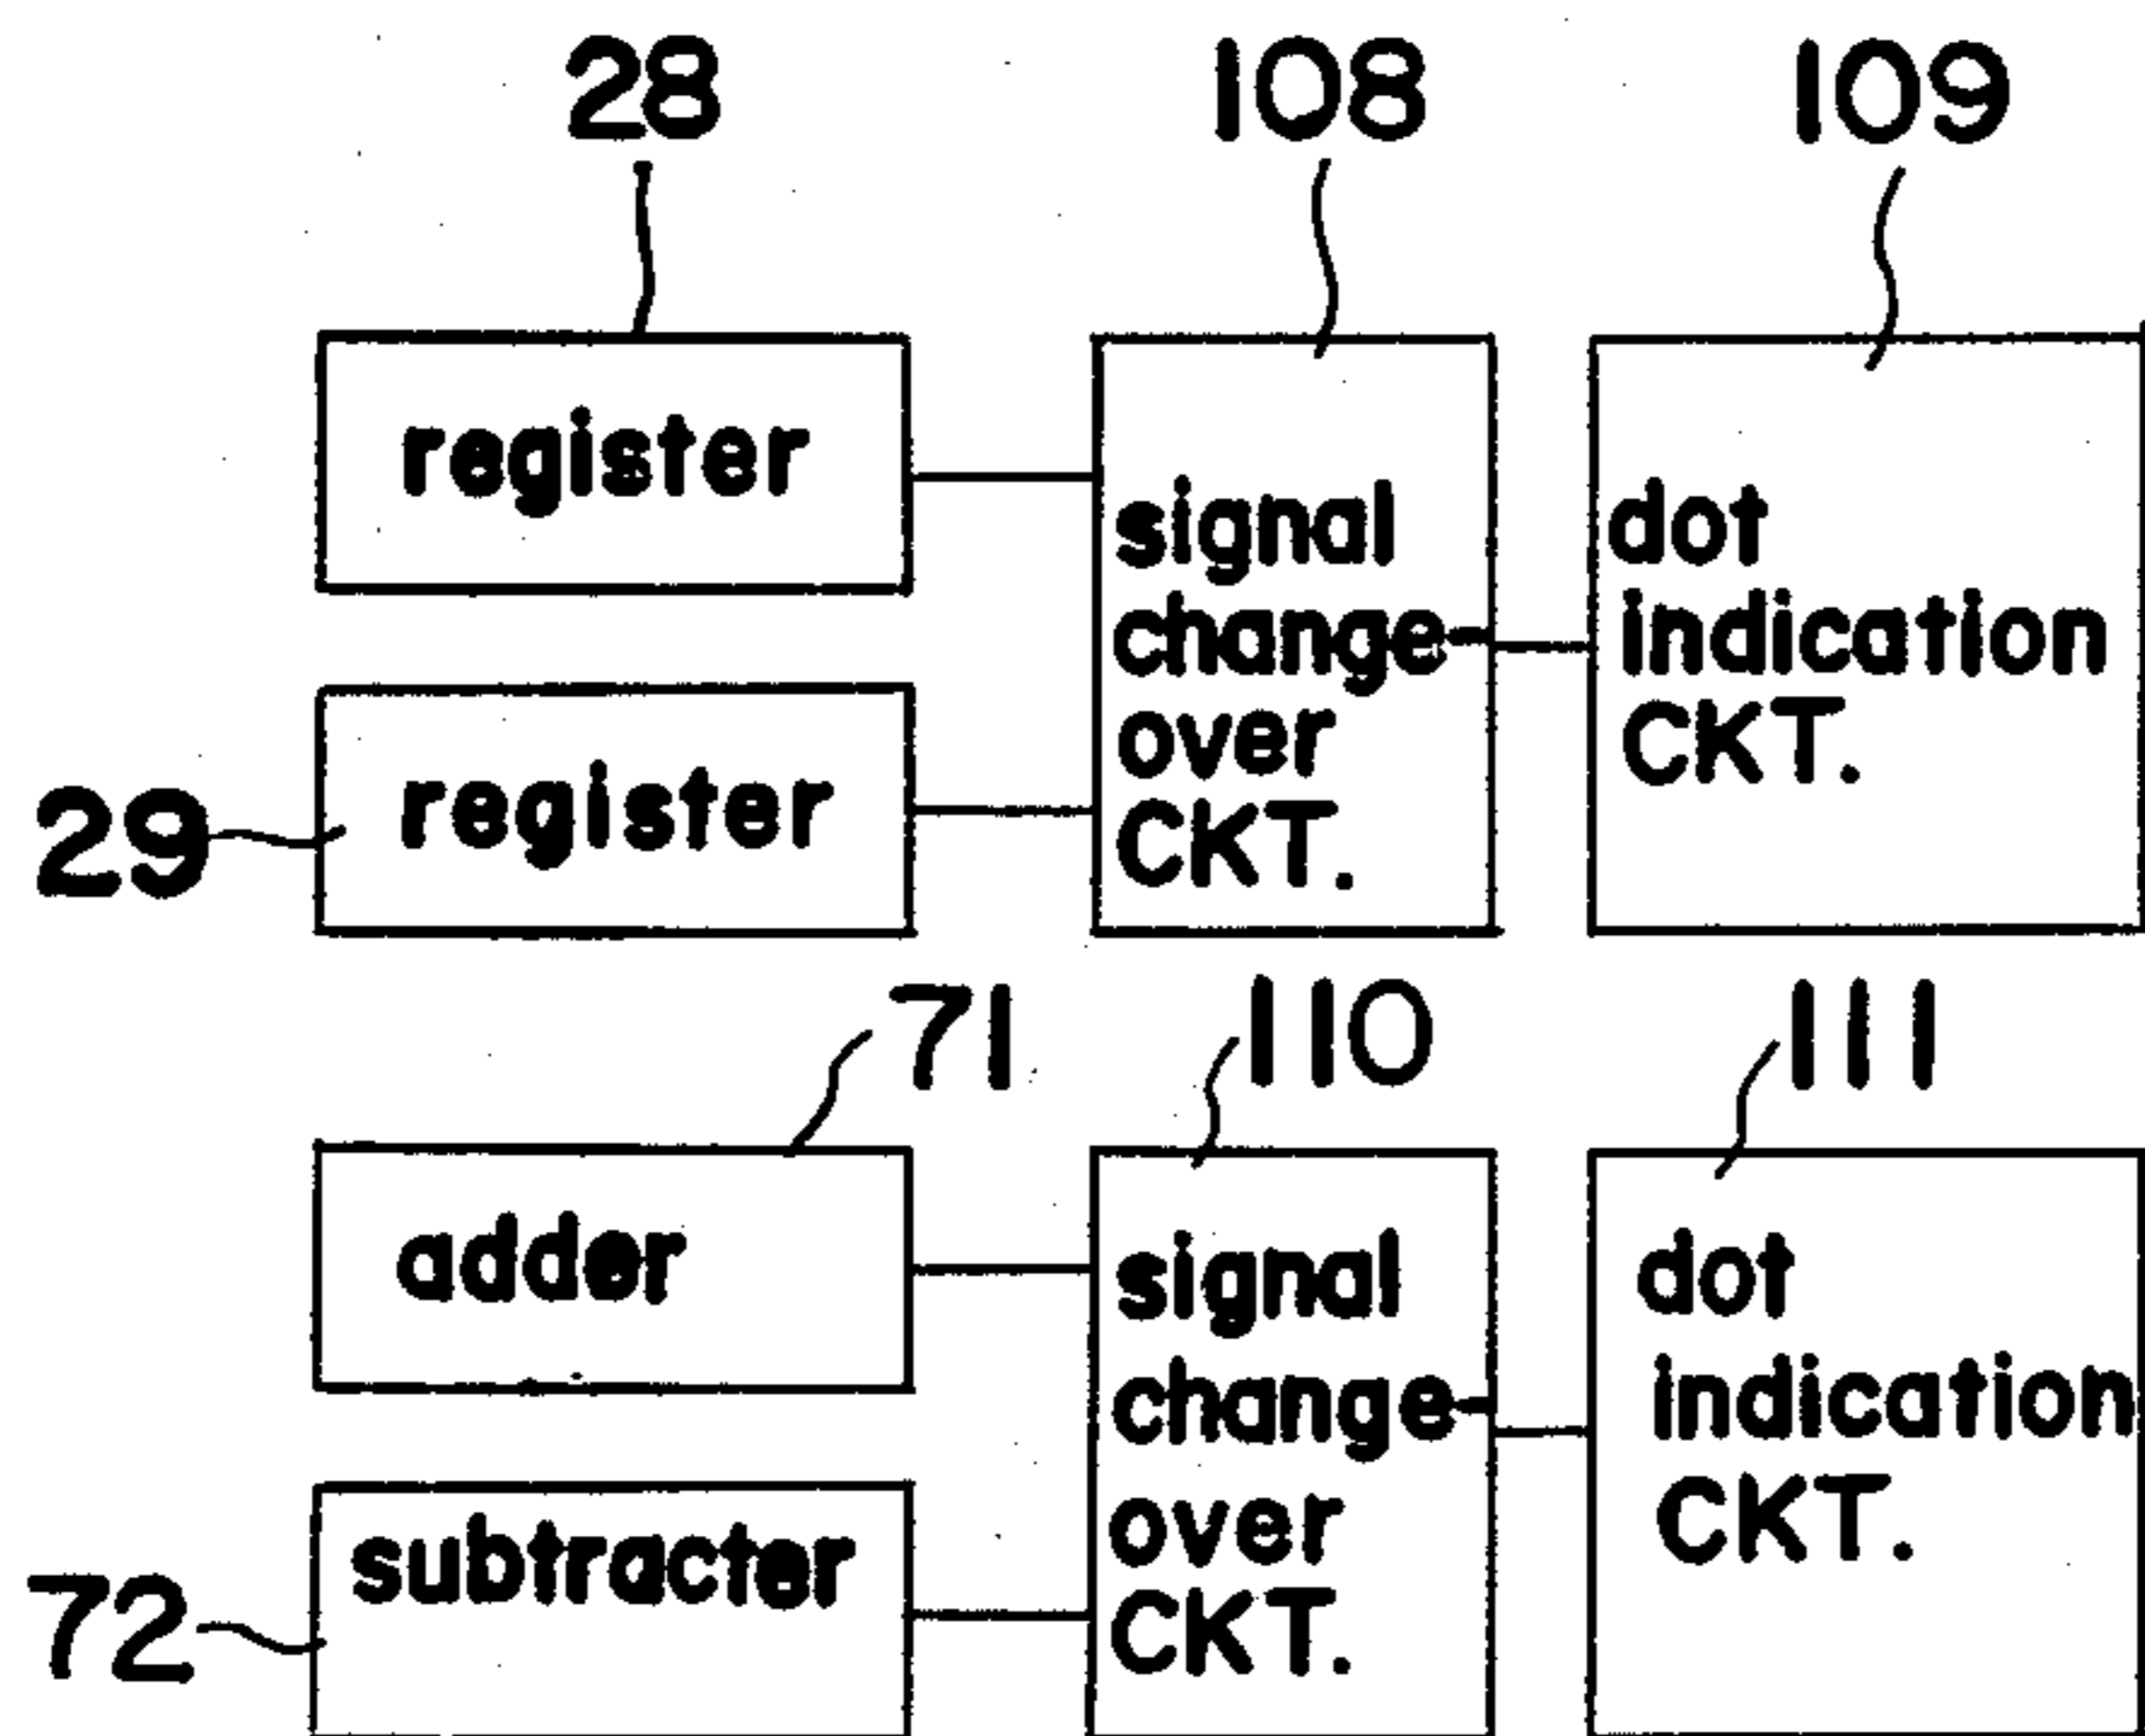 28
108
109
register
signal
change-
over
CKT.
dot
indication
CKT.
29
register
71
110
111
adder
signal
change-
over
CKT.
dot
indication
CKT.
72
subtracter